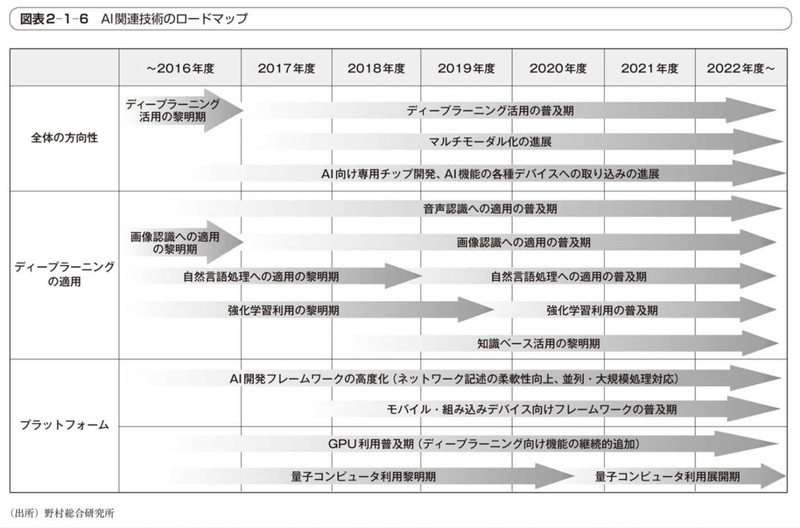 図表2-1-6 AI関連技術のロードマップ
～2016年度 2017年度 2018年度 2019年度 2020年度 2021年度 2022年度～
全体の方向性
ディープラーニング
活用の黎明期
ディープラーニング活用の普及期
マルチモーダル化の進展
AI向け専用チップ開発、AI機能の各種デバイスへの取り込みの進展
ディープラーニング
の適用
音声認識への適用の普及期
画像認識への適用
の黎明期
画像認識への適用の普及期
自然言語処理への適用の黎明期
自然言語処理への適用の普及期
強化学習利用の黎明期
強化学習利用の普及期
知識ベース活用の黎明期
プラットフォーム
AI開発フレームワークの高度化（ネットワーク記述の柔軟性向上、並列・大規模処理対応）
モバイル・組み込みデバイス向けフレームワークの普及期
GPU利用普及期（ディープラーニング向け機能の継続的追加）
量子コンピュータ利用黎明期
量子コンピュータ利用展開期
（出所）野村総合研究所